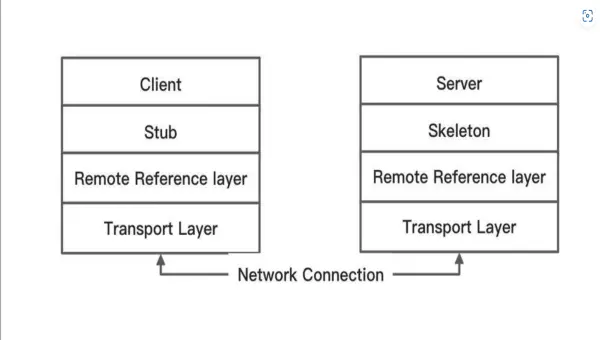 Client
Stub
Remote Reference layer
Transport Layer
Server
Skeleton
Remote Reference layer
Transport Layer
Network Connection